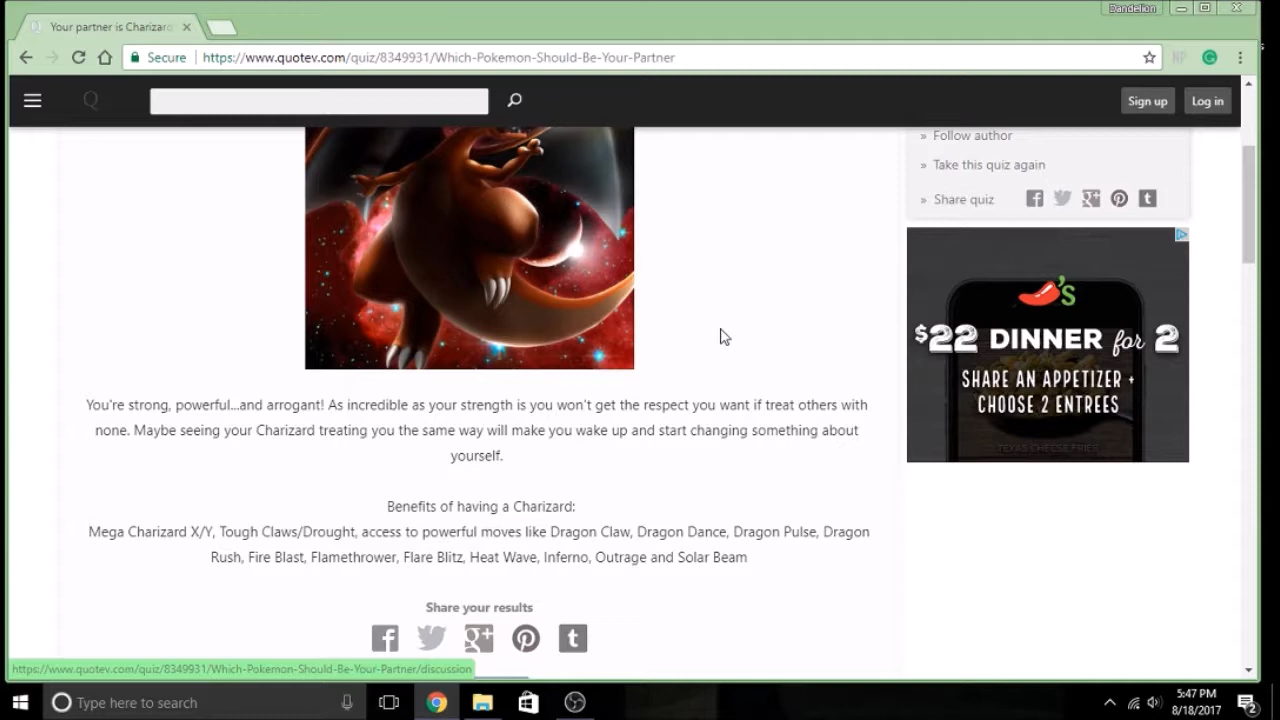 Dandelion
Your partner is Charizard
Secure https://www.quotev.com/quiz/8349931/Which-Pokemon-Should-Be-Your-Partner
Q
Sign up
Log in
» Follow author
» Take this quiz again
» Share quiz
'S
$22 DINNER for 2
SHARE AN APPETIZER +
CHOOSE 2 ENTREES
TEXAS CHEESE FRIES
You're strong, powerful...and arrogant! As incredible as your strength is you won't get the respect you want if treat others with
none. Maybe seeing your Charizard treating you the same way will make you wake up and start changing something about
yourself.
Benefits of having a Charizard:
Mega Charizard X/Y, Tough Claws/Drought, access to powerful moves like Dragon Claw, Dragon Dance, Dragon Pulse, Dragon
Rush, Fire Blast, Flamethrower, Flare Blitz, Heat Wave, Inferno, Outrage and Solar Beam
Share your results
https://www.quotev.com/quiz/8349931/Which-Pokemon-Should-Be-Your-Partner/discussion
Type here to search
5:47 PM
8/18/2017
2